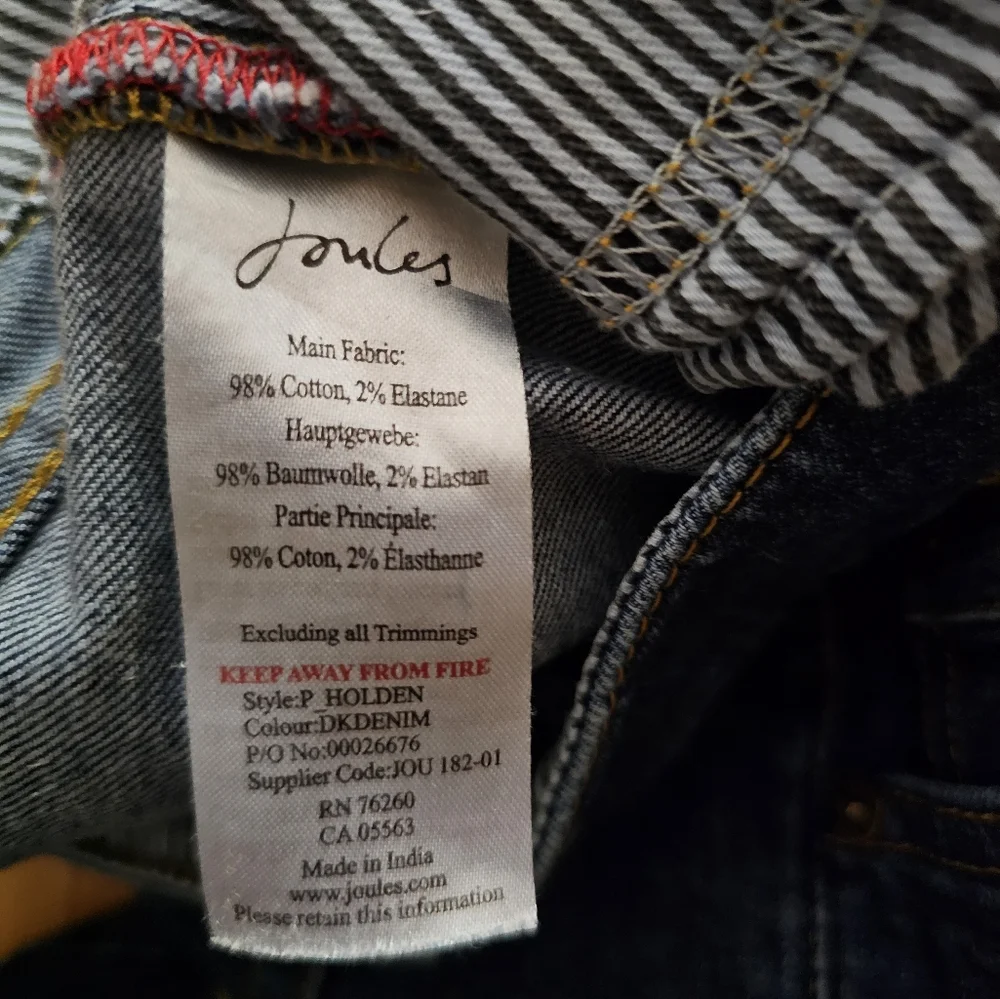 Joules
Main Fabric:
98% Cotton, 2% Elastane
Hauptgewebe:
98% Baumwolle, 2% Elastan
Partie Principale:
98% Coton, 2% Élasthanne
Excluding all Trimmings
KEEP AWAY FROM FIRE
Style:P_HOLDEN
Colour:DKDENIM
P/O No:00026676
Supplier Code:JOU 182-01
RN 76260
CA 05563
Made in India
www.joules.com
Please retain this information